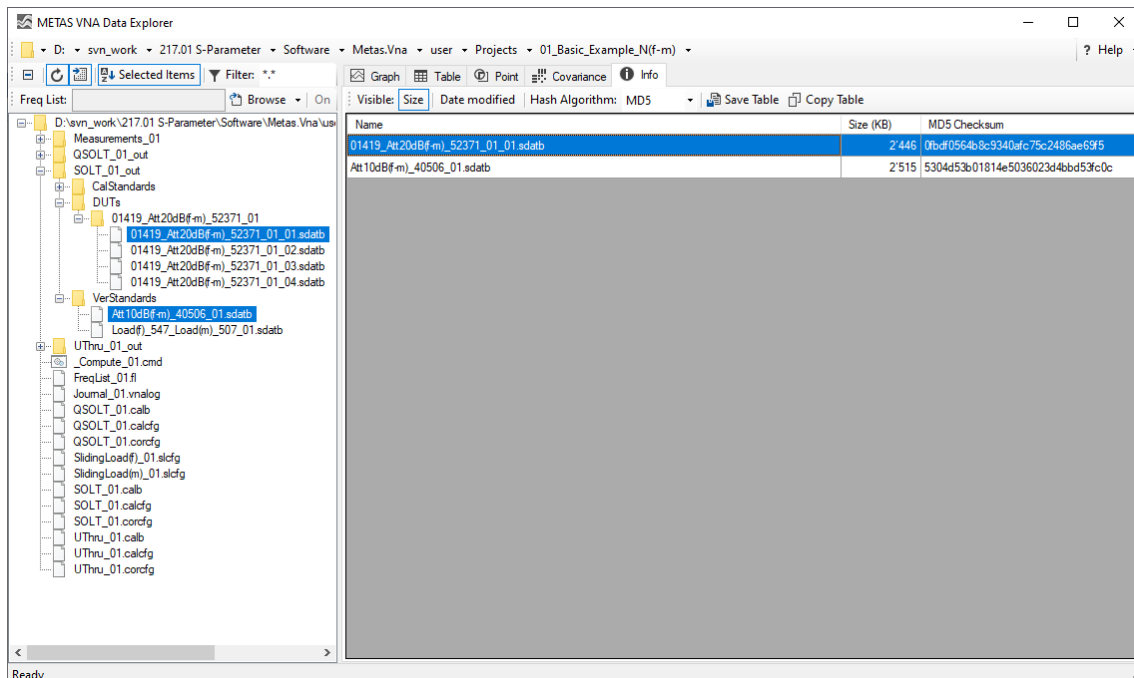 METAS VNA Data Explorer
D: svn_work 217.01 S-Parameter Software Metas.Vna user Projects 01_Basic_Example_N(f-m) ? Help
Selected Items Filter: *.* Graph Table Point Covariance Info
Freq List: Browse On Visible: Size Date modified Hash Algorithm: MD5 Save Table Copy Table
D:\svn_work\217.01 S-Parameter\Software\Metas.Vna\us
Measurements_01
QSOLT_01_out
SOLT_01_out
CalStandards
DUTs
01419_Att20dB(f-m)_52371_01
01419_Att20dB(f-m)_52371_01_01.sdatb
01419_Att20dB(f-m)_52371_01_02.sdatb
01419_Att20dB(f-m)_52371_01_03.sdatb
01419_Att20dB(f-m)_52371_01_04.sdatb
VerStandards
Att10dB(f-m)_40506_01.sdatb
Load(f)_547_Load(m)_507_01.sdatb
UThru_01_out
_Compute_01.cmd
FreqList_01.fl
Journal_01.vnalog
QSOLT_01.calb
QSOLT_01.calcfg
QSOLT_01.corcfg
SlidingLoad(f)_01.slcfg
SlidingLoad(m)_01.slcfg
SOLT_01.calb
SOLT_01.calcfg
SOLT_01.corcfg
UThru_01.calb
UThru_01.calcfg
UThru_01.corcfg
Name Size (KB) MD5 Checksum
01419_Att20dB(f-m)_52371_01_01.sdatb 2'446 0fbdf0564b8c9340afc75c2486ae69f5
Att10dB(f-m)_40506_01.sdatb 2'515 5304d53b01814e5036023d4bbd53fc0c
Ready